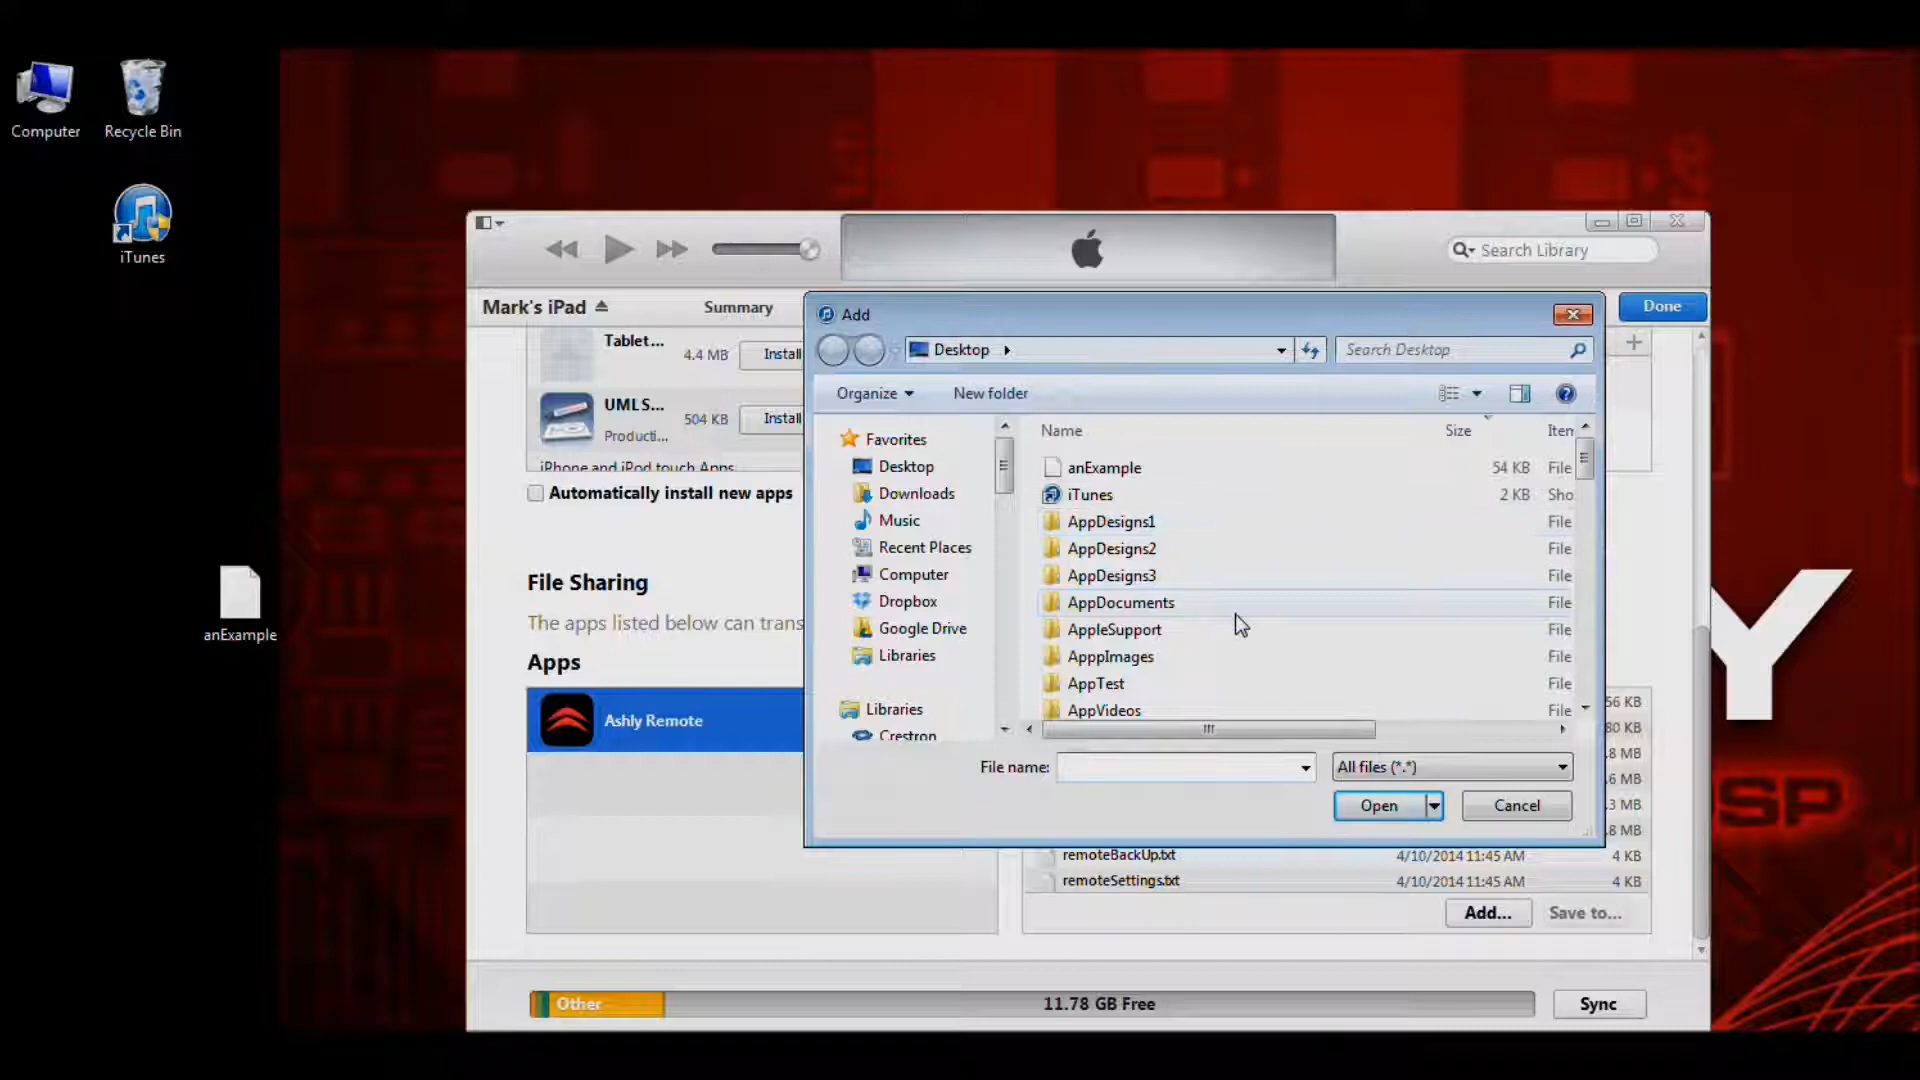 Computer
Recycle Bin
iTunes
anExample
Search Library
Mark's iPad
Summary
Done
Tablet...
4.4 MB
Install
UMLS...
Producti...
504 KB
Install
iPhone and iPod touch Apps
Automatically install new apps
File Sharing
The apps listed below can trans
Apps
Ashly Remote
Add
Desktop
Search Desktop
Organize
New folder
Favorites
Desktop
Downloads
Music
Recent Places
Computer
Dropbox
Google Drive
Libraries
Libraries
Crestron
Name Size Item
anExample 54 KB File
iTunes 2 KB Sho
AppDesigns1 File
AppDesigns2 File
AppDesigns3 File
AppDocuments File
AppleSupport File
ApppImages File
AppTest File
AppVideos File
File name:
All files (*.*)
Open
Cancel
56 KB
80 KB
.8 MB
.6 MB
.3 MB
.8 MB
remoteBackUp.txt 4/10/2014 11:45 AM 4 KB
remoteSettings.txt 4/10/2014 11:45 AM 4 KB
Add...
Save to...
Other
11.78 GB Free
Sync
Y
SP